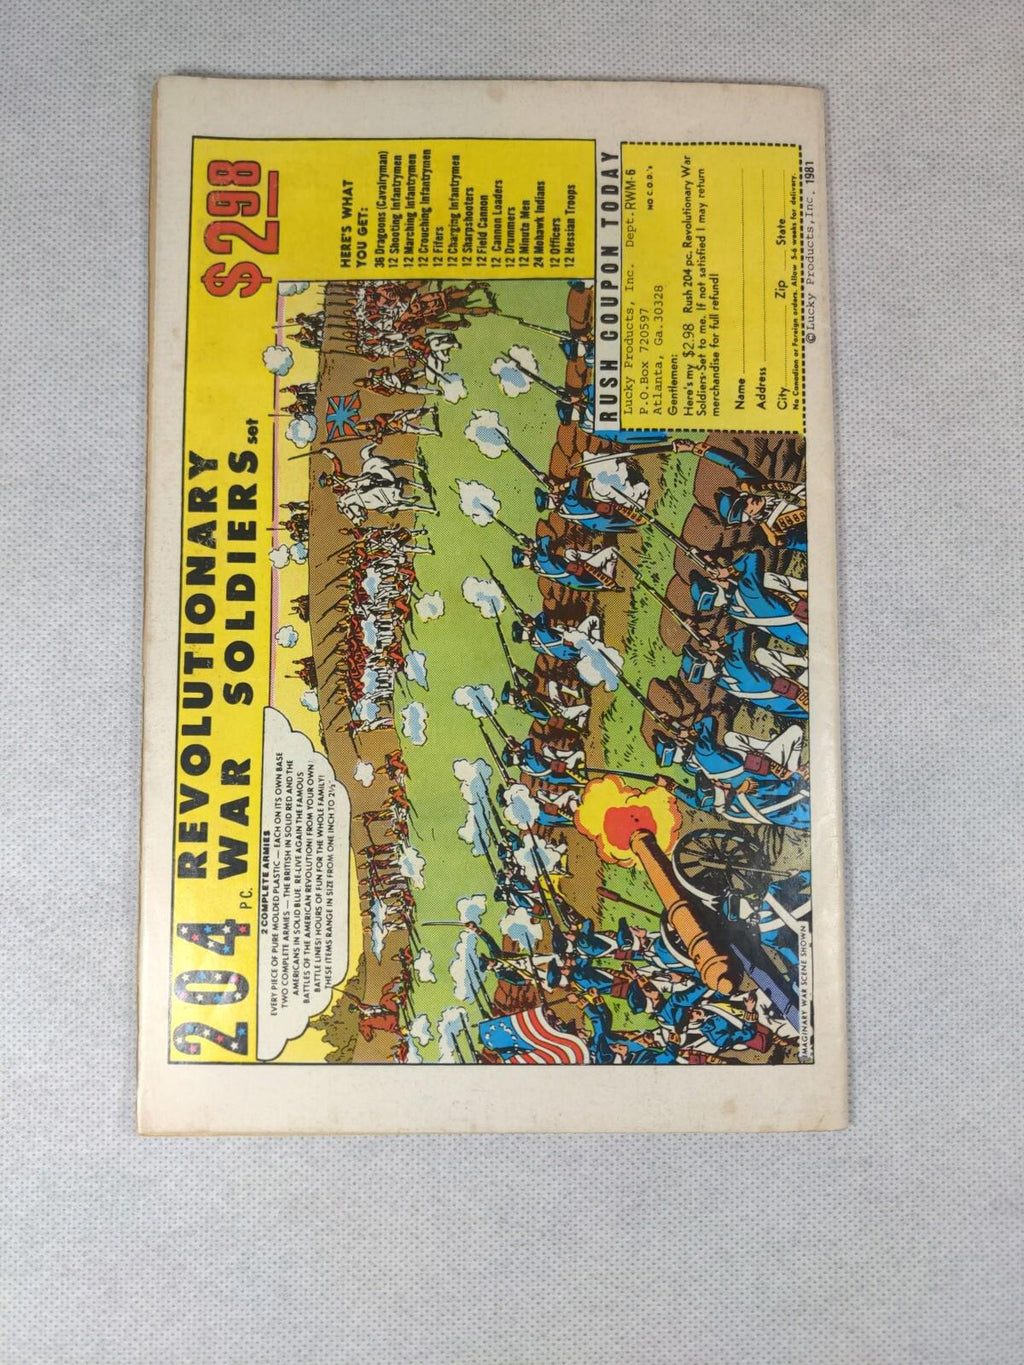 204 PC. REVOLUTIONARY
WAR SOLDIERS set
$2.98
2 COMPLETE ARMIES
EVERY PIECE OF PURE MOLDED PLASTIC — EACH ON ITS OWN BASE
TWO COMPLETE ARMIES — THE BRITISH IN SOLID RED AND THE
AMERICANS IN SOLID BLUE. RE-LIVE AGAIN THE FAMOUS
BATTLES OF THE AMERICAN REVOLUTION! FROM YOUR OWN
BATTLE LINES! HOURS OF FUN FOR THE WHOLE FAMILY!
THESE ITEMS RANGE IN SIZE FROM ONE INCH TO 2½"
HERE'S WHAT
YOU GET:
36 Dragoons (Cavalryman)
12 Shooting Infantrymen
12 Marching Infantrymen
12 Crouching Infantrymen
12 Fifers
12 Charging Infantrymen
12 Sharpshooters
12 Field Cannon
12 Cannon Loaders
12 Drummers
12 Minute Men
24 Mohawk Indians
12 Officers
12 Hessian Troops
RUSH COUPON TODAY
Lucky Products, Inc. Dept. RWM-6
P.O.Box 720597 NO C.O.D.'s
Atlanta, Ga. 30328
Gentlemen:
Here's my $2.98 Rush 204 pc. Revolutionary War
Soldiers-Set to me. If not satisfied I may return
merchandise for full refund!
Name
Address
City Zip State
No Canadian or Foreign orders. Allow 5-6 weeks for delivery.
© Lucky Products, Inc. 1981
IMAGINARY WAR SCENE SHOWN